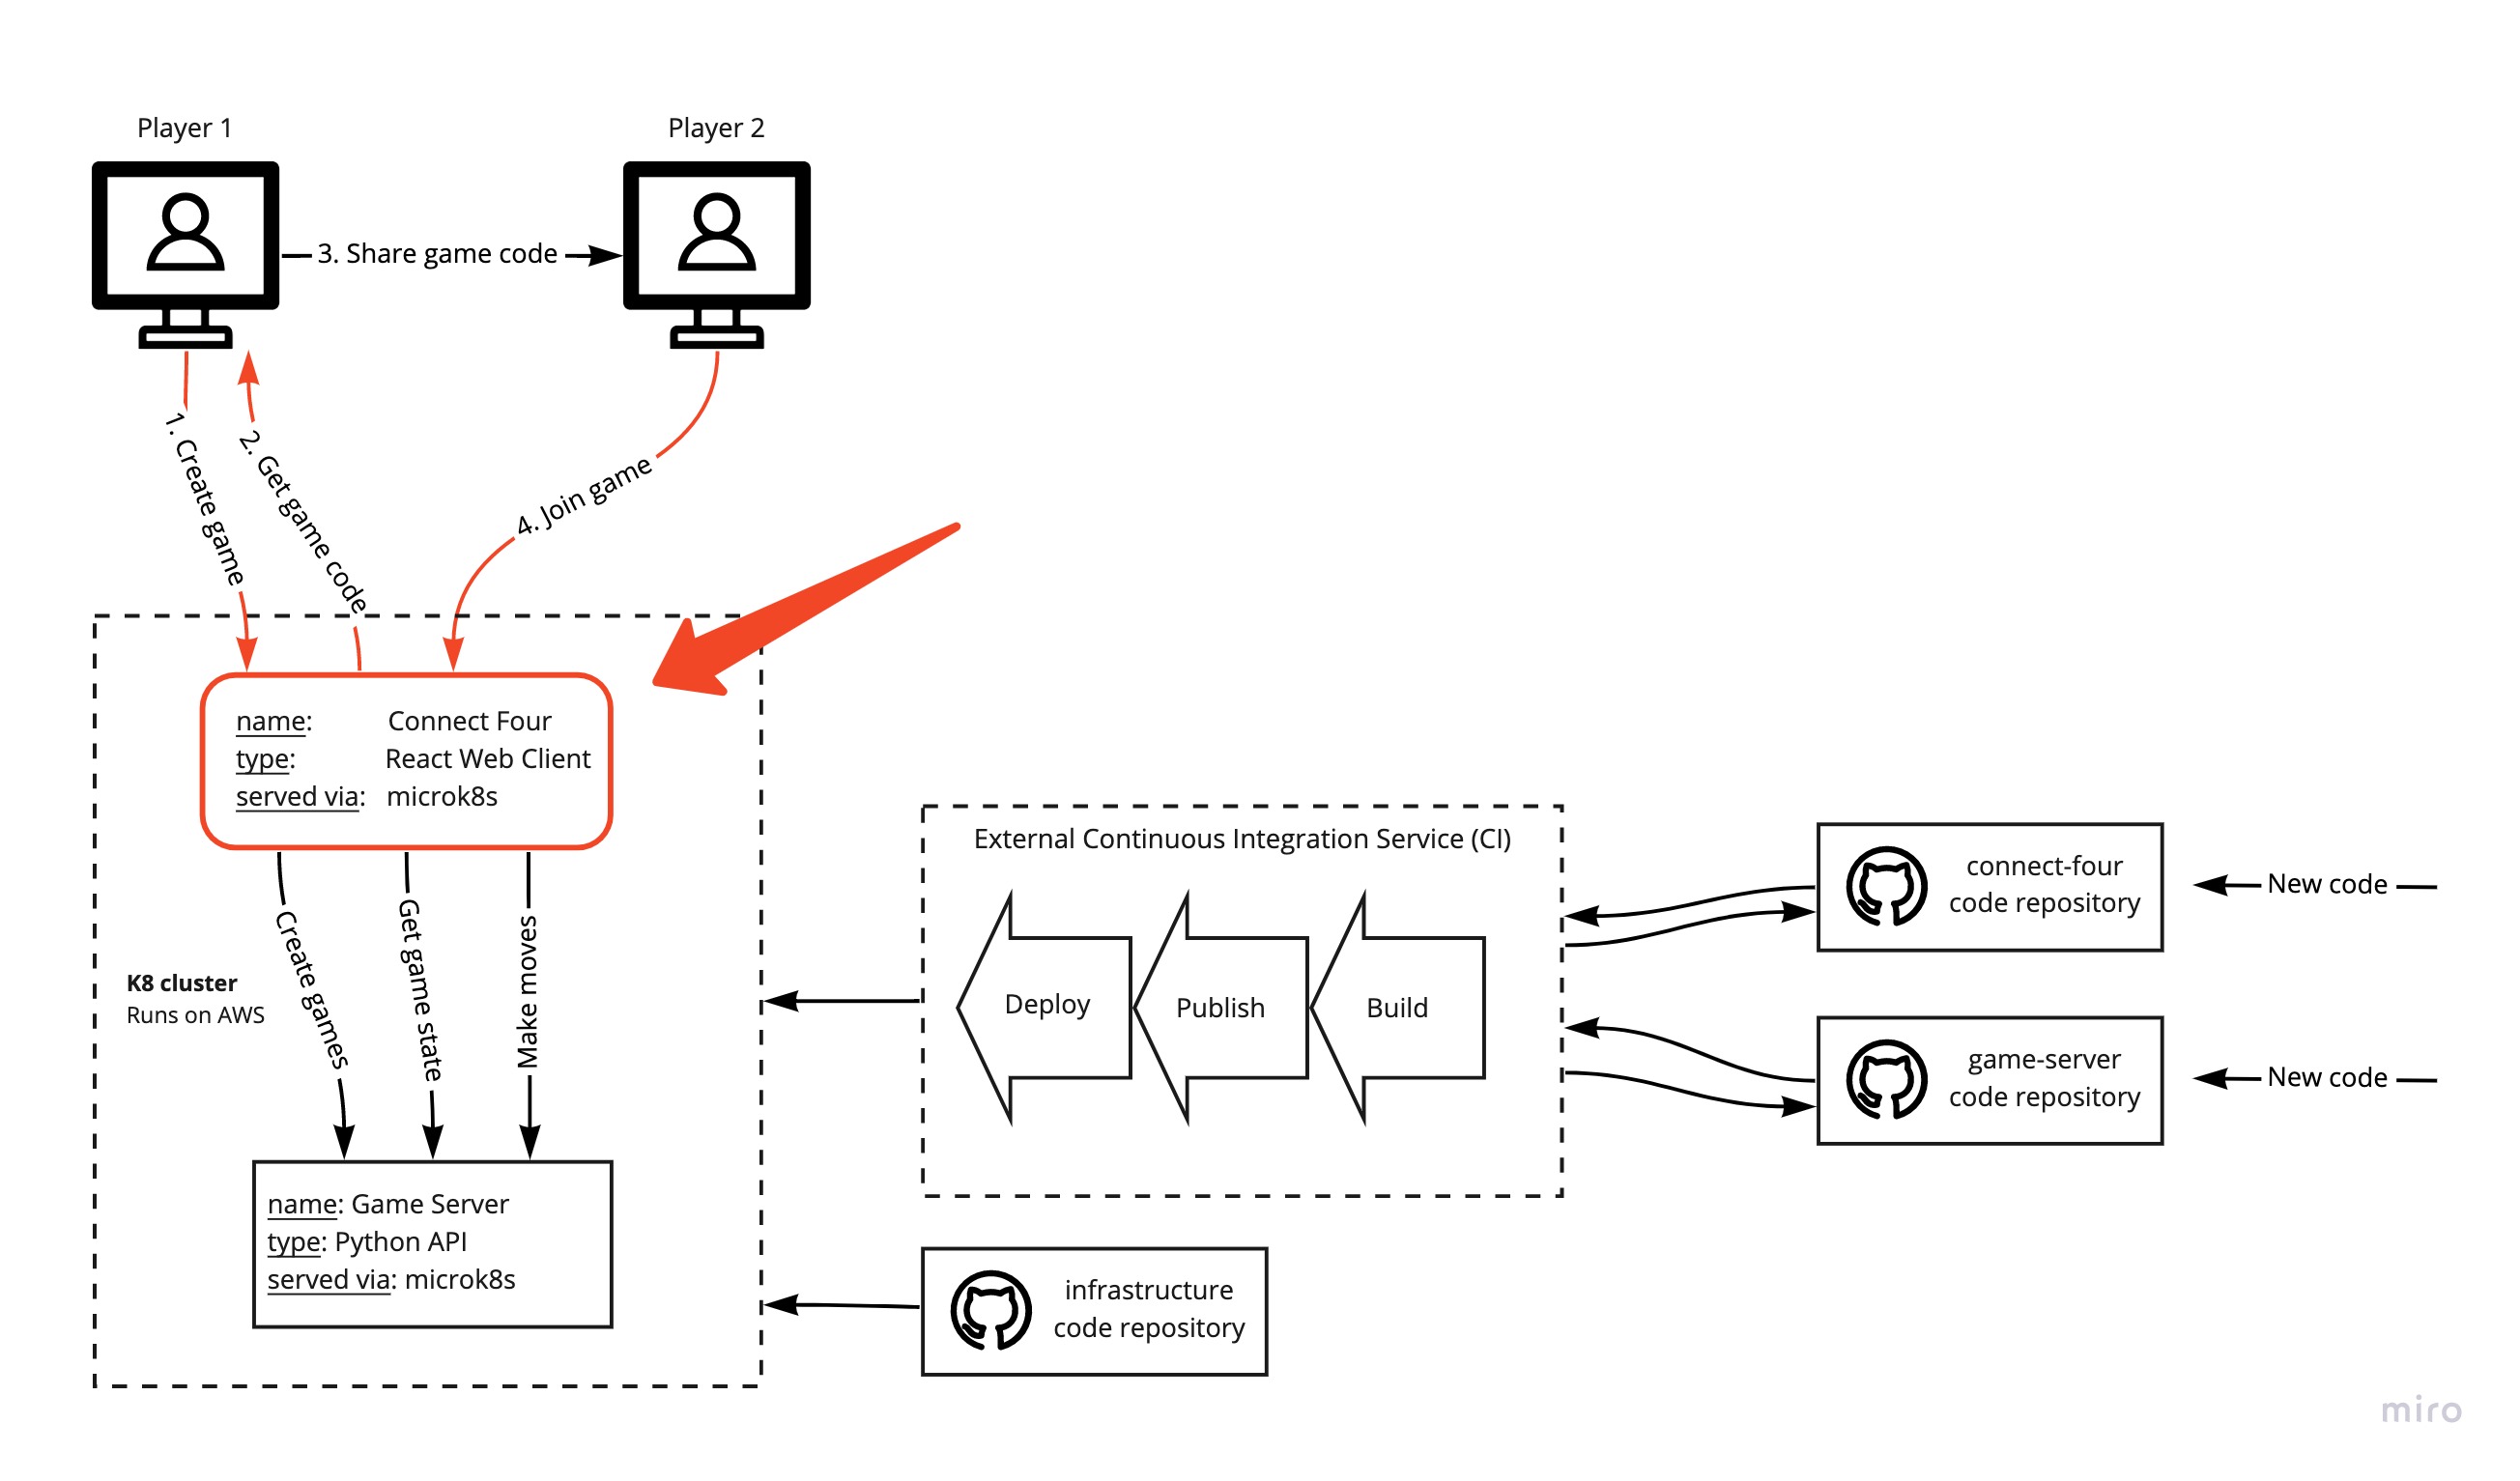 Player 1
Player 2
3. Share game code
1. Create game
2. Get game code
4. Join game
name: Connect Four
type: React Web Client
served via: microk8s
Create games
Get game state
Make moves
K8 cluster
Runs on AWS
name: Game Server
type: Python API
served via: microk8s
External Continuous Integration Service (CI)
Deploy
Publish
Build
connect-four
code repository
New code
game-server
code repository
New code
infrastructure
code repository
miro